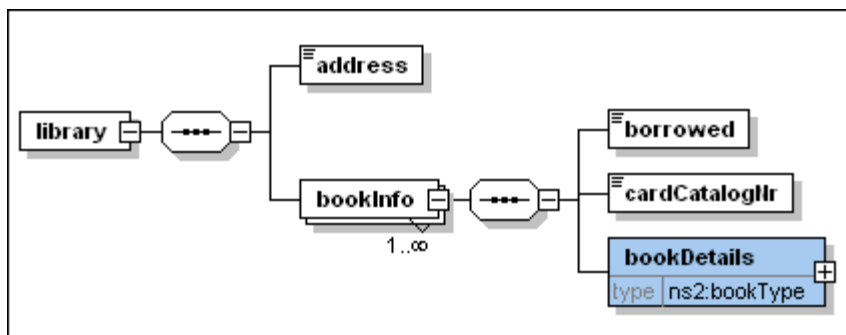 library
address
bookInfo
1..∞
borrowed
cardCatalogNr
bookDetails
type ns2:bookType